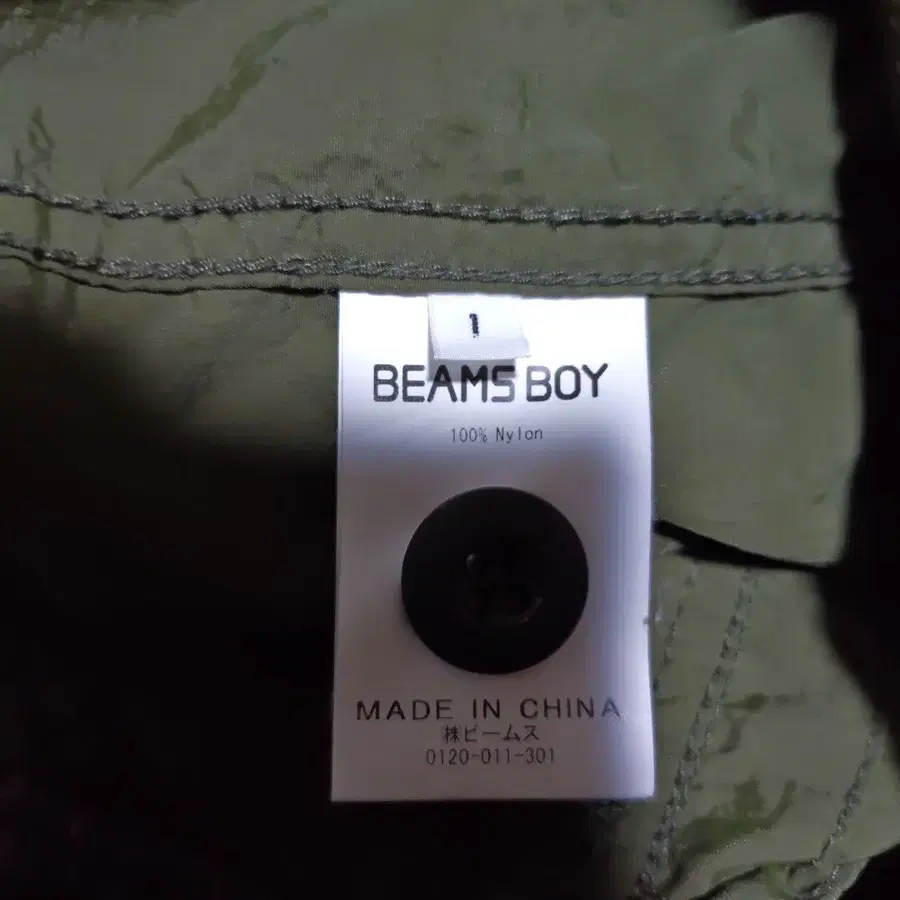 1
BEAMS BOY
100% Nylon
MADE IN CHINA
㈱ビームス
0120-011-301